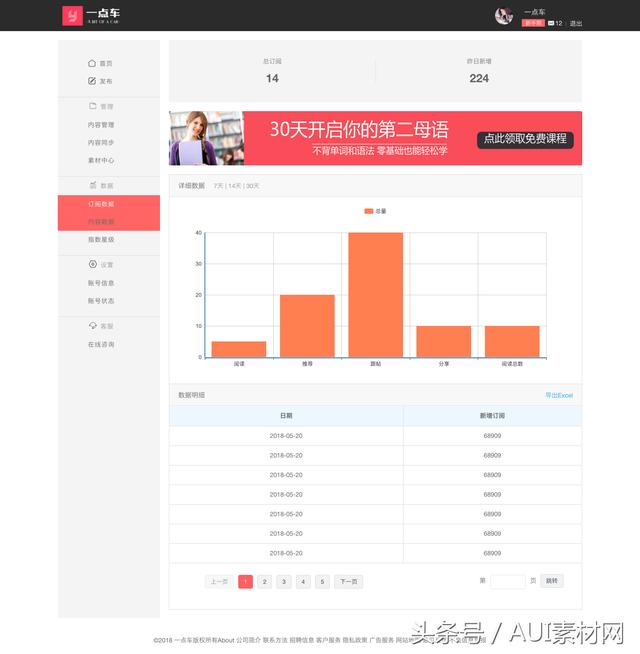 一点车
A BIT OF A CAR
一点车
新手期 12 | 退出
首页
发布
管理
内容管理
内容同步
素材中心
数据
订阅数据
内容数据
指数星级
设置
账号信息
账号状态
客服
在线咨询
总订阅
14
昨日新增
224
30天开启你的第二母语
不背单词和语法 零基础也能轻松学
点此领取免费课程
详细数据 7天 | 14天 | 30天
总量
40
30
20
10
0
阅读 推荐 跟帖 分享 阅读总数
数据明细 导出Excel
日期 新增订阅
2018-05-20 68909
2018-05-20 68909
2018-05-20 68909
2018-05-20 68909
2018-05-20 68909
2018-05-20 68909
2018-05-20 68909
上一页 1 2 3 4 5 下一页 第 页 跳转
©2018 一点车版权所有About 公司简介 联系方法 招聘信息 客户服务 隐私政策 广告服务 网站地图
头条号 / AUI素材网